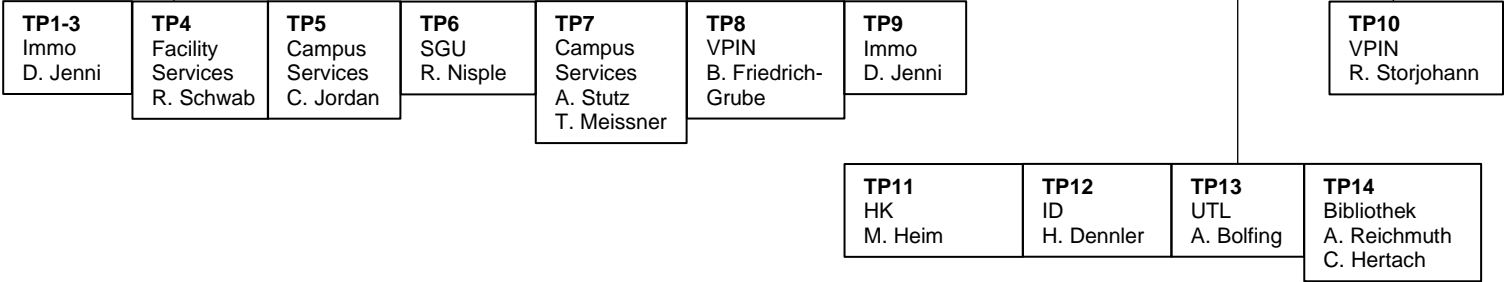 TP1-3
Immo
D. Jenni
TP4
Facility
Services
R. Schwab
TP5
Campus
Services
C. Jordan
TP6
SGU
R. Nisple
TP7
Campus
Services
A. Stutz
T. Meissner
TP8
VPIN
B. Friedrich-
Grube
TP9
Immo
D. Jenni
TP10
VPIN
R. Storjohann
TP11
HK
M. Heim
TP12
ID
H. Dennler
TP13
UTL
A. Bolfing
TP14
Bibliothek
A. Reichmuth
C. Hertach